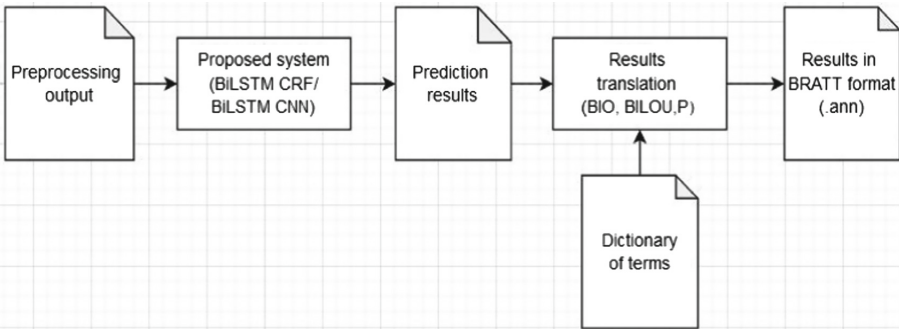 Preprocessing
output
Proposed system
(BiLSTM CRF/
BiLSTM CNN)
Prediction
results
Results
translation
(BIO, BILOU,P)
Results in
BRATT format
(.ann)
Dictionary
of terms